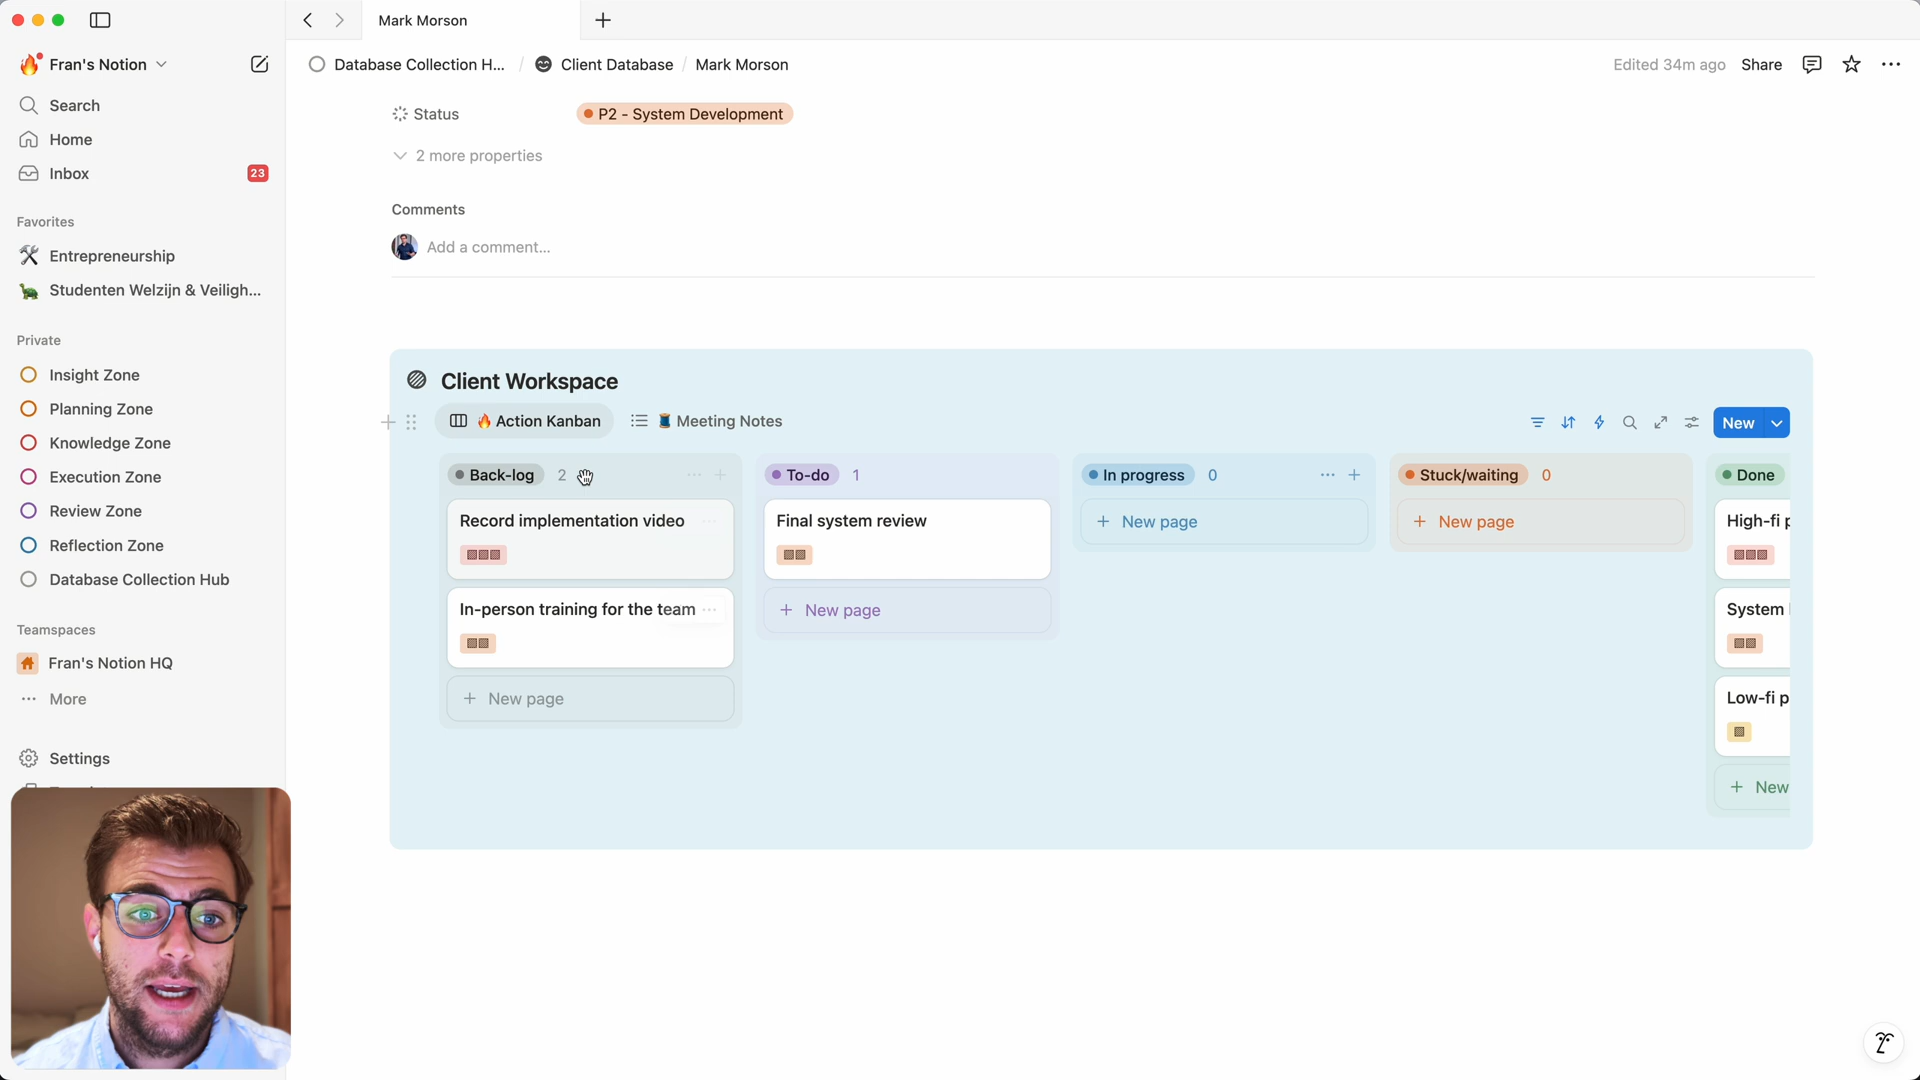 Mark Morson
Fran's Notion
Database Collection H... / Client Database / Mark Morson
Edited 34m ago
Share
Search
Home
Inbox
23
Favorites
Entrepreneurship
Studenten Welzijn & Veiligh...
Private
Insight Zone
Planning Zone
Knowledge Zone
Execution Zone
Review Zone
Reflection Zone
Database Collection Hub
Teamspaces
Fran's Notion HQ
More
Settings
Status
P2 - System Development
2 more properties
Comments
Add a comment...
Client Workspace
Action Kanban
Meeting Notes
New
Back-log 2
Record implementation video
In-person training for the team
New page
To-do 1
Final system review
New page
In progress 0
New page
Stuck/waiting 0
New page
Done
High-fi p
System
Low-fi p
New